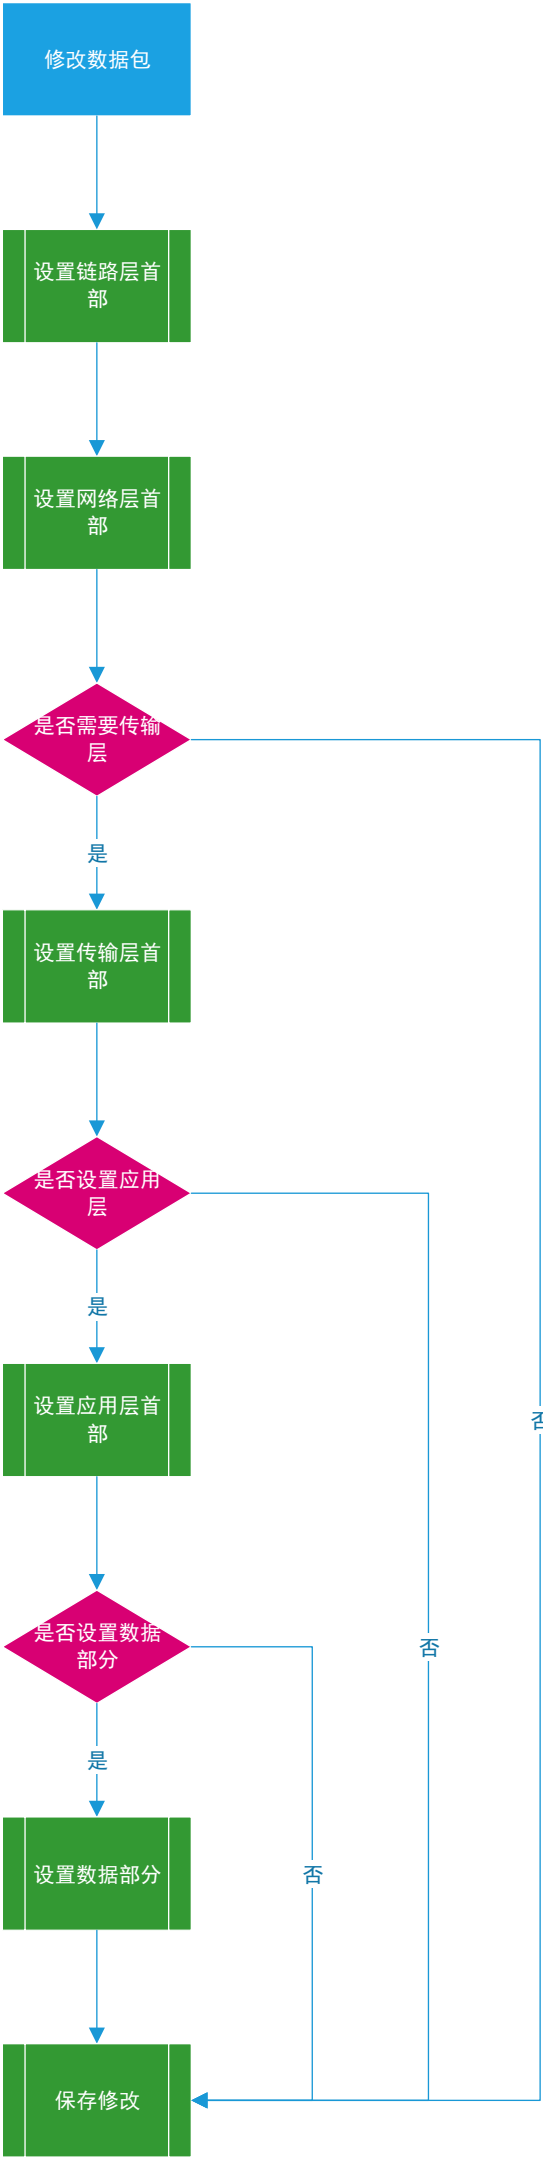 修改数据包
设置链路层首
部
设置网络层首
部
是否需要传输
层
是
设置传输层首
部
是否设置应用
层
是
设置应用层首
部
否
是否设置数据
部分
否
是
设置数据部分
否
保存修改